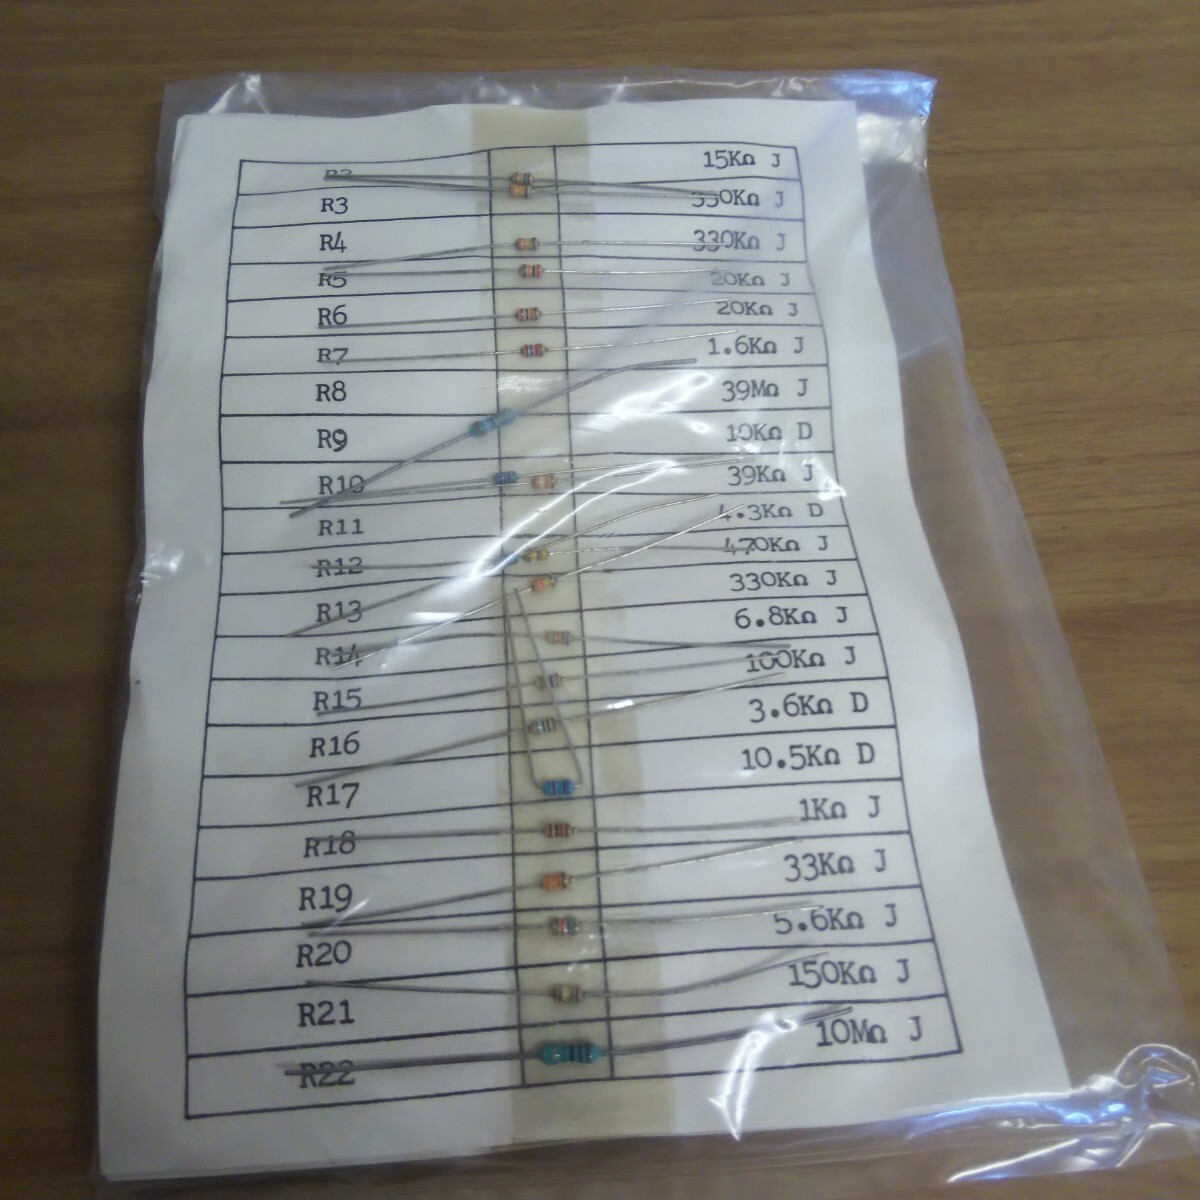 R2 15KΩ J
R3 330KΩ J
R4 330KΩ J
R5 20KΩ J
R6 20KΩ J
R7 1.6KΩ J
R8 39MΩ J
R9 10KΩ D
R10 39KΩ J
R11 4.3KΩ D
R12 470KΩ J
R13 330KΩ J
R14 6.8KΩ J
R15 100KΩ J
R16 3.6KΩ D
R17 10.5KΩ D
R18 1KΩ J
R19 33KΩ J
R20 5.6KΩ J
R21 150KΩ J
R22 10MΩ J